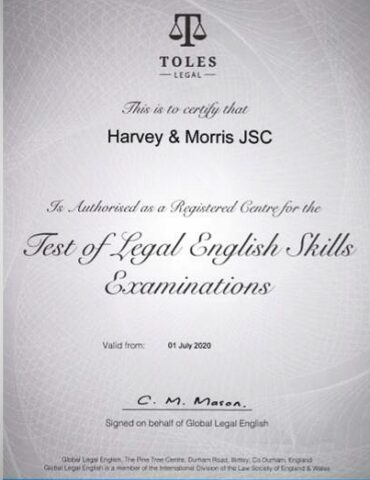 TOLES
LEGAL
This is to certify that
Harvey & Morris JSC
Is Authorised as a Registered Centre for the
Test of Legal English Skills
Examinations
Valid from: 01 July 2020
C. M. Mason.
Signed on behalf of Global Legal English
Global Legal English, The Pine Tree Centre, Durham Road, Birtley, Co Durham, England
Global Legal English is a member of the International Division of the Law Society of England & Wales